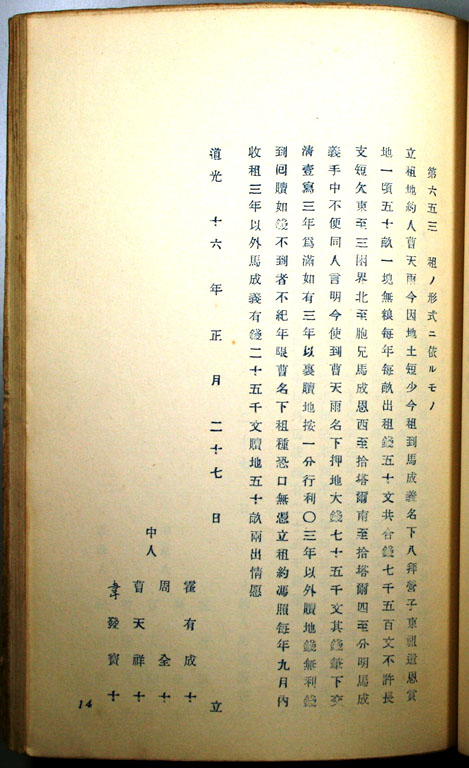 第六五三　租ノ形式ニ依ルモノ
立租地約人曹天雨今因地土短少今租到馬成義名下八拜營子東祖遺恩賞
地一頃五十畝一塊無粮每年每畝出租錢五十文共合錢七千五百文不許長
支短欠東至三閤界北至胞兄馬成恩西至拾塔爾南至拾塔爾四至分明馬成
義手中不便同人言明今使到曹天雨名下押地大錢七十五千文其錢筆下交
淸壹寫三年爲滿如有三年以裏贖地按一分行利〇三年以外贖地錢無利錢
到囘贖如錢不到者不紀年限曹名下租種恐口無憑立租約馮照每年九月內
收租三年以外馬成義有錢二十五千文贖地五十畝兩出情愿
道光　十六年正月二十七日　立
中人
霍有成十
周全十
曹天祥十
韋發寶十
14